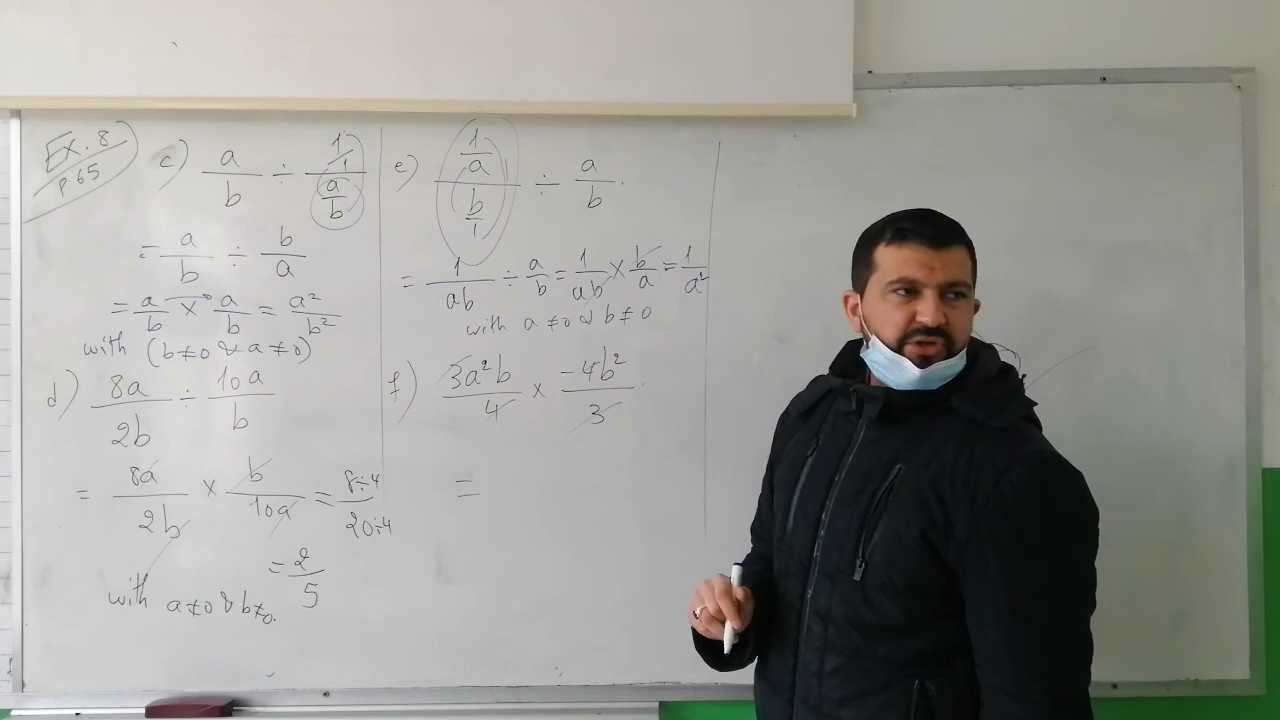 Ex. 8
P 65
c) a/b ÷ (1/1)/(a/b)
= a/b ÷ b/a
= a/b × a/b = a²/b²
with (b≠0 & a≠0)
d) 8a/2b ÷ 10a/b
= 8a/2b × b/10a = 8÷4/20÷4
= 2/5
with a≠0 & b≠0.
e) (1/a)/(b/1) ÷ a/b.
= 1/ab ÷ a/b = 1/ab × b/a = 1/a²
with a≠0 & b≠0
f) 3a²b/4 × -4b²/3.
=